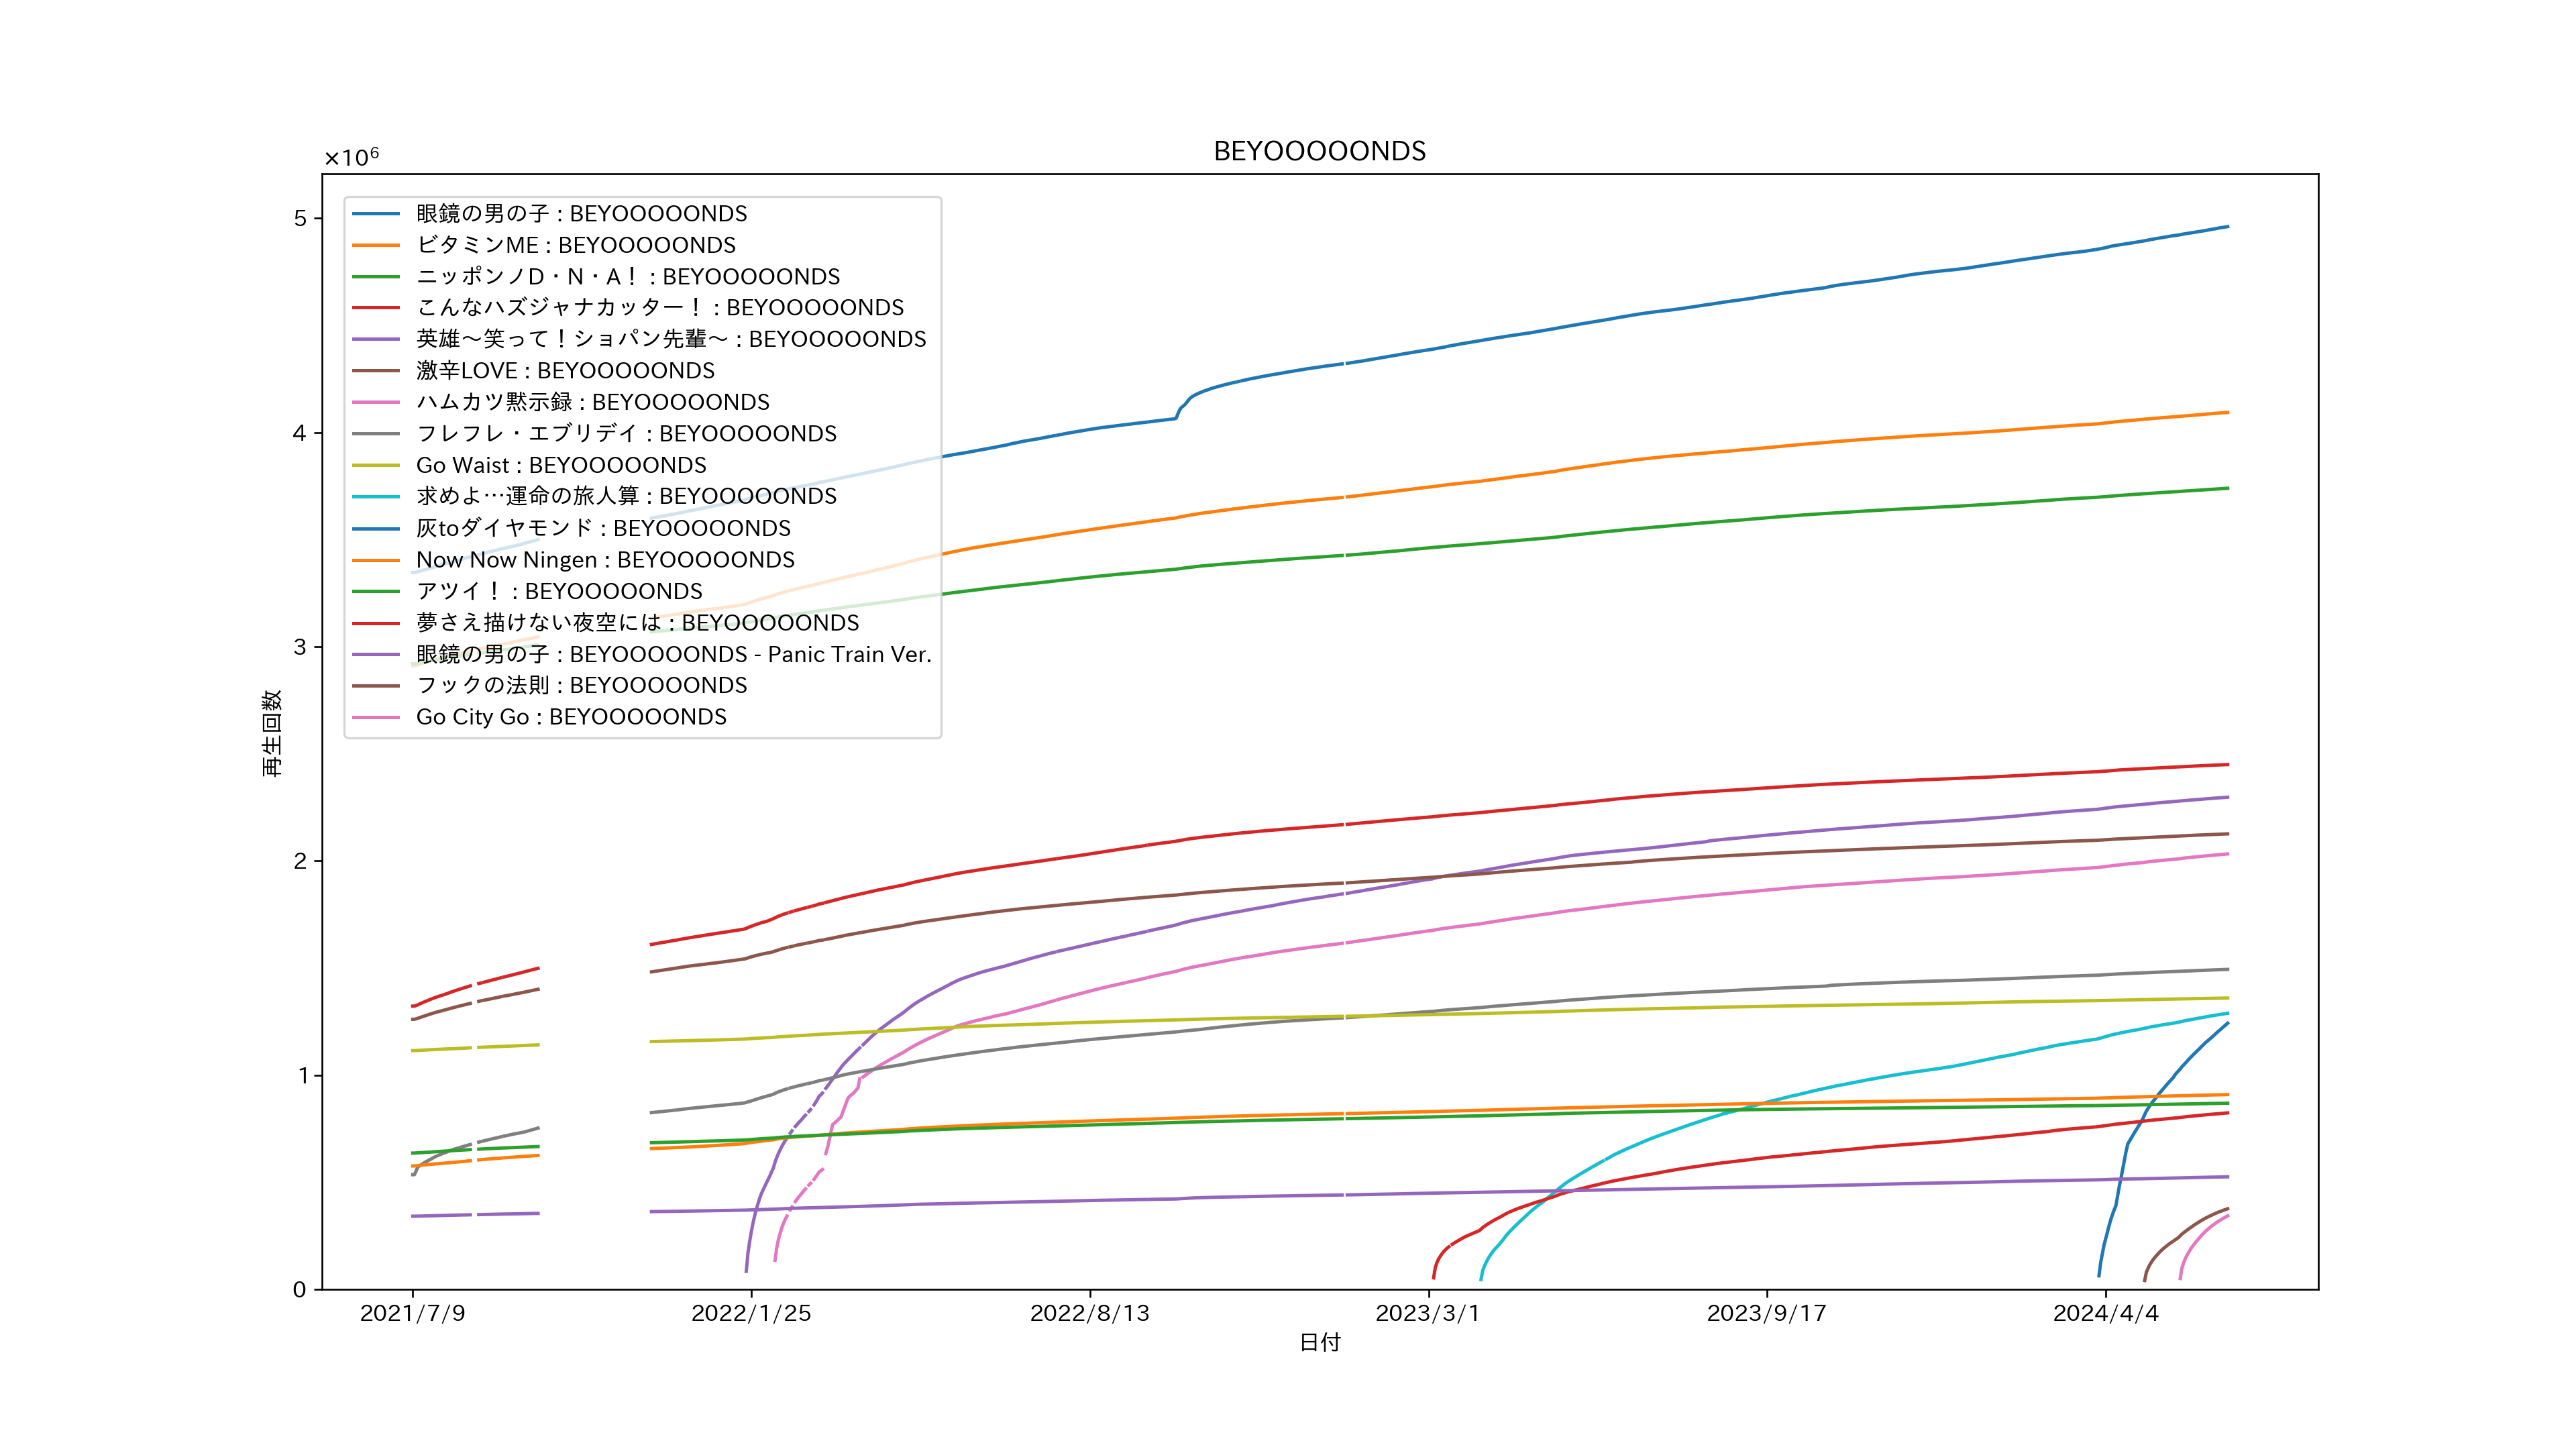 BEYOOOOONDS
×10⁶
眼鏡の男の子 : BEYOOOOONDS
ビタミンME : BEYOOOOONDS
ニッポンノD・N・A！ : BEYOOOOONDS
こんなハズジャナカッター！ : BEYOOOOONDS
英雄～笑って！ショパン先輩～ : BEYOOOOONDS
激辛LOVE : BEYOOOOONDS
ハムカツ黙示録 : BEYOOOOONDS
フレフレ・エブリデイ : BEYOOOOONDS
Go Waist : BEYOOOOONDS
求めよ…運命の旅人算 : BEYOOOOONDS
灰toダイヤモンド : BEYOOOOONDS
Now Now Ningen : BEYOOOOONDS
アツイ！ : BEYOOOOONDS
夢さえ描けない夜空には : BEYOOOOONDS
眼鏡の男の子 : BEYOOOOONDS - Panic Train Ver.
フックの法則 : BEYOOOOONDS
Go City Go : BEYOOOOONDS
5
4
3
2
1
0
再生回数
2021/7/9
2022/1/25
2022/8/13
2023/3/1
2023/9/17
2024/4/4
日付